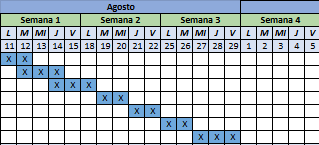 Agosto
Semana 1 Semana 2 Semana 3 Semana 4
L M MI J V L M MI J V L M MI J V L M MI J V
11 12 13 14 15 18 19 20 21 22 25 26 27 28 29 1 2 3 4 5
X X
X X X
X X X
X X
X X
X X
X X X